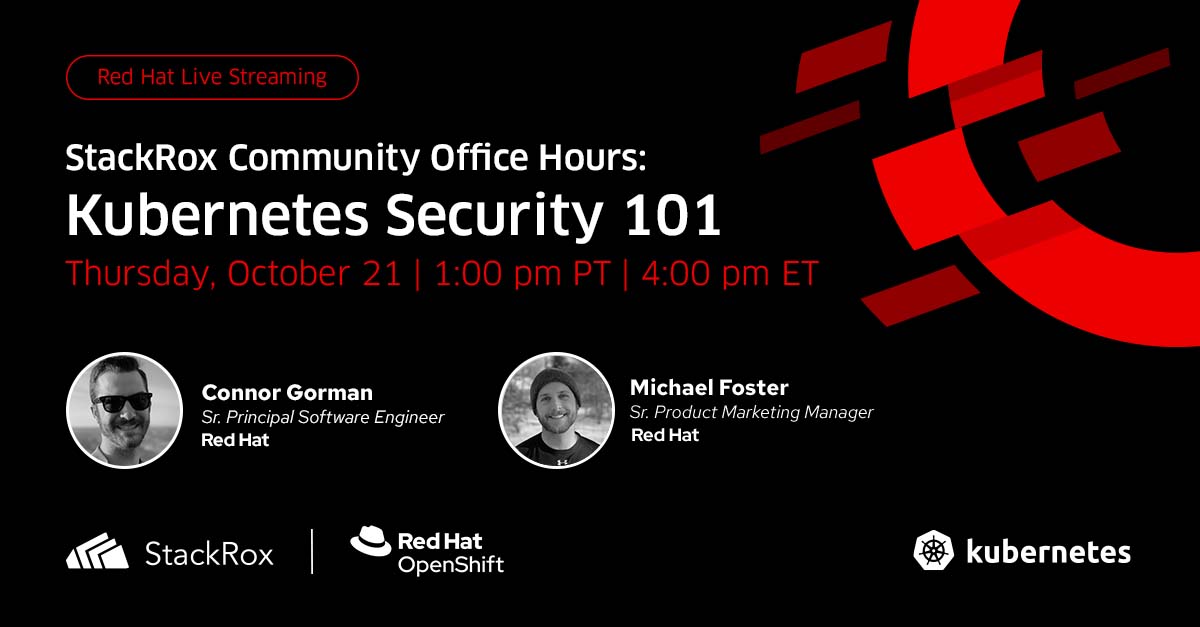 Red Hat Live Streaming
StackRox Community Office Hours:
Kubernetes Security 101
Thursday, October 21 | 1:00 pm PT | 4:00 pm ET
Connor Gorman
Sr. Principal Software Engineer
Red Hat
Michael Foster
Sr. Product Marketing Manager
Red Hat
StackRox
Red Hat
OpenShift
kubernetes